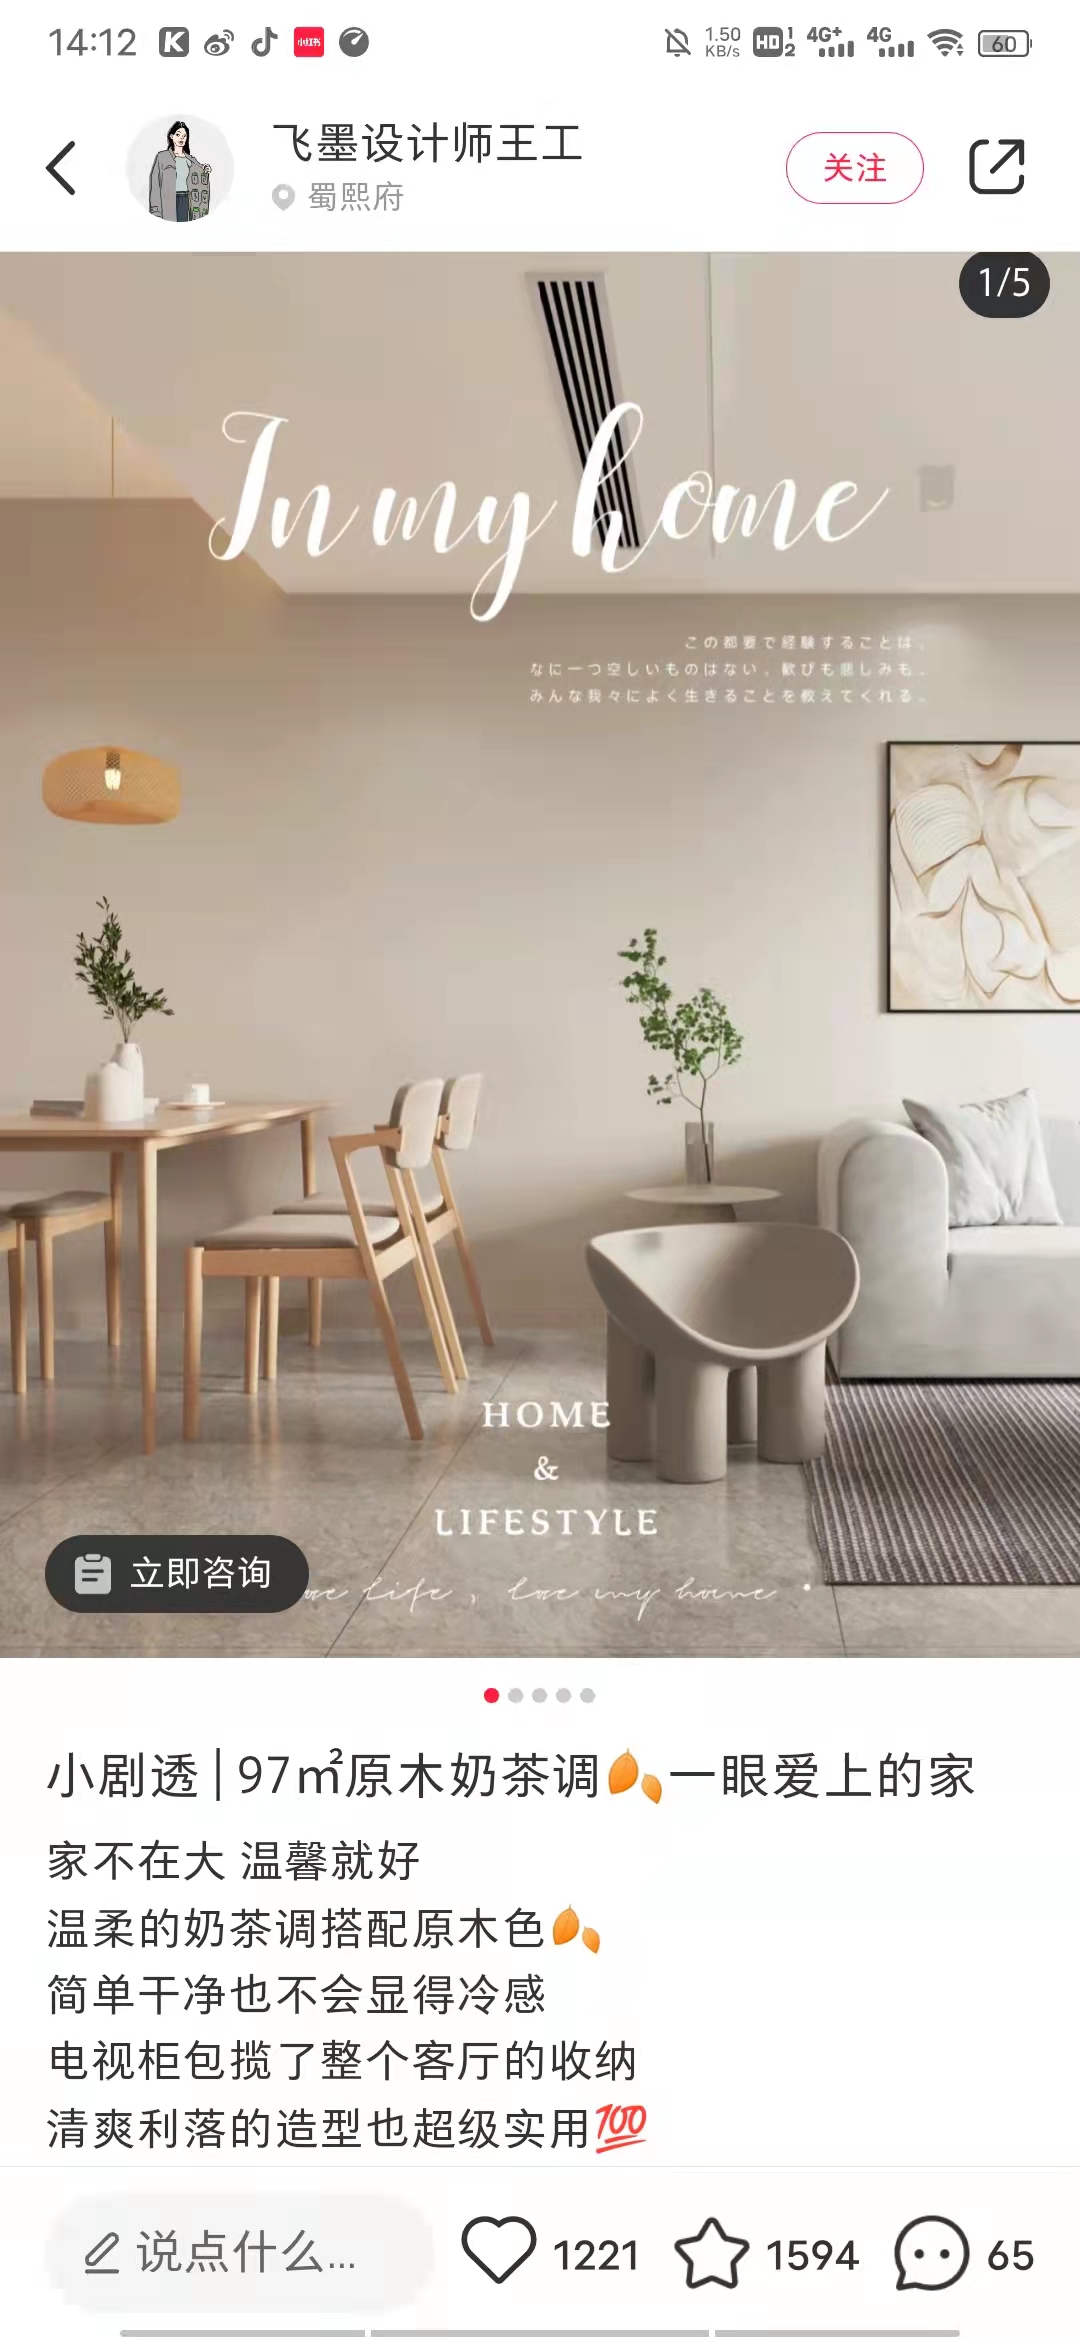 14:12
1.50
KB/s
HD 1 2
4G+
4G
60
飞墨设计师王工
蜀熙府
关注
1/5
In my home
この都要で経験することは、
なに一つ空しいものはない。歓びも悲しみも。
みんな我々によく生きることを教えてくれる。
HOME
&
LIFESTYLE
life , love my home .
立即咨询
小剧透|97㎡原木奶茶调🍂一眼爱上的家
家不在大 温馨就好
温柔的奶茶调搭配原木色🍂
简单干净也不会显得冷感
电视柜包揽了整个客厅的收纳
清爽利落的造型也超级实用💯
说点什么...
1221
1594
65